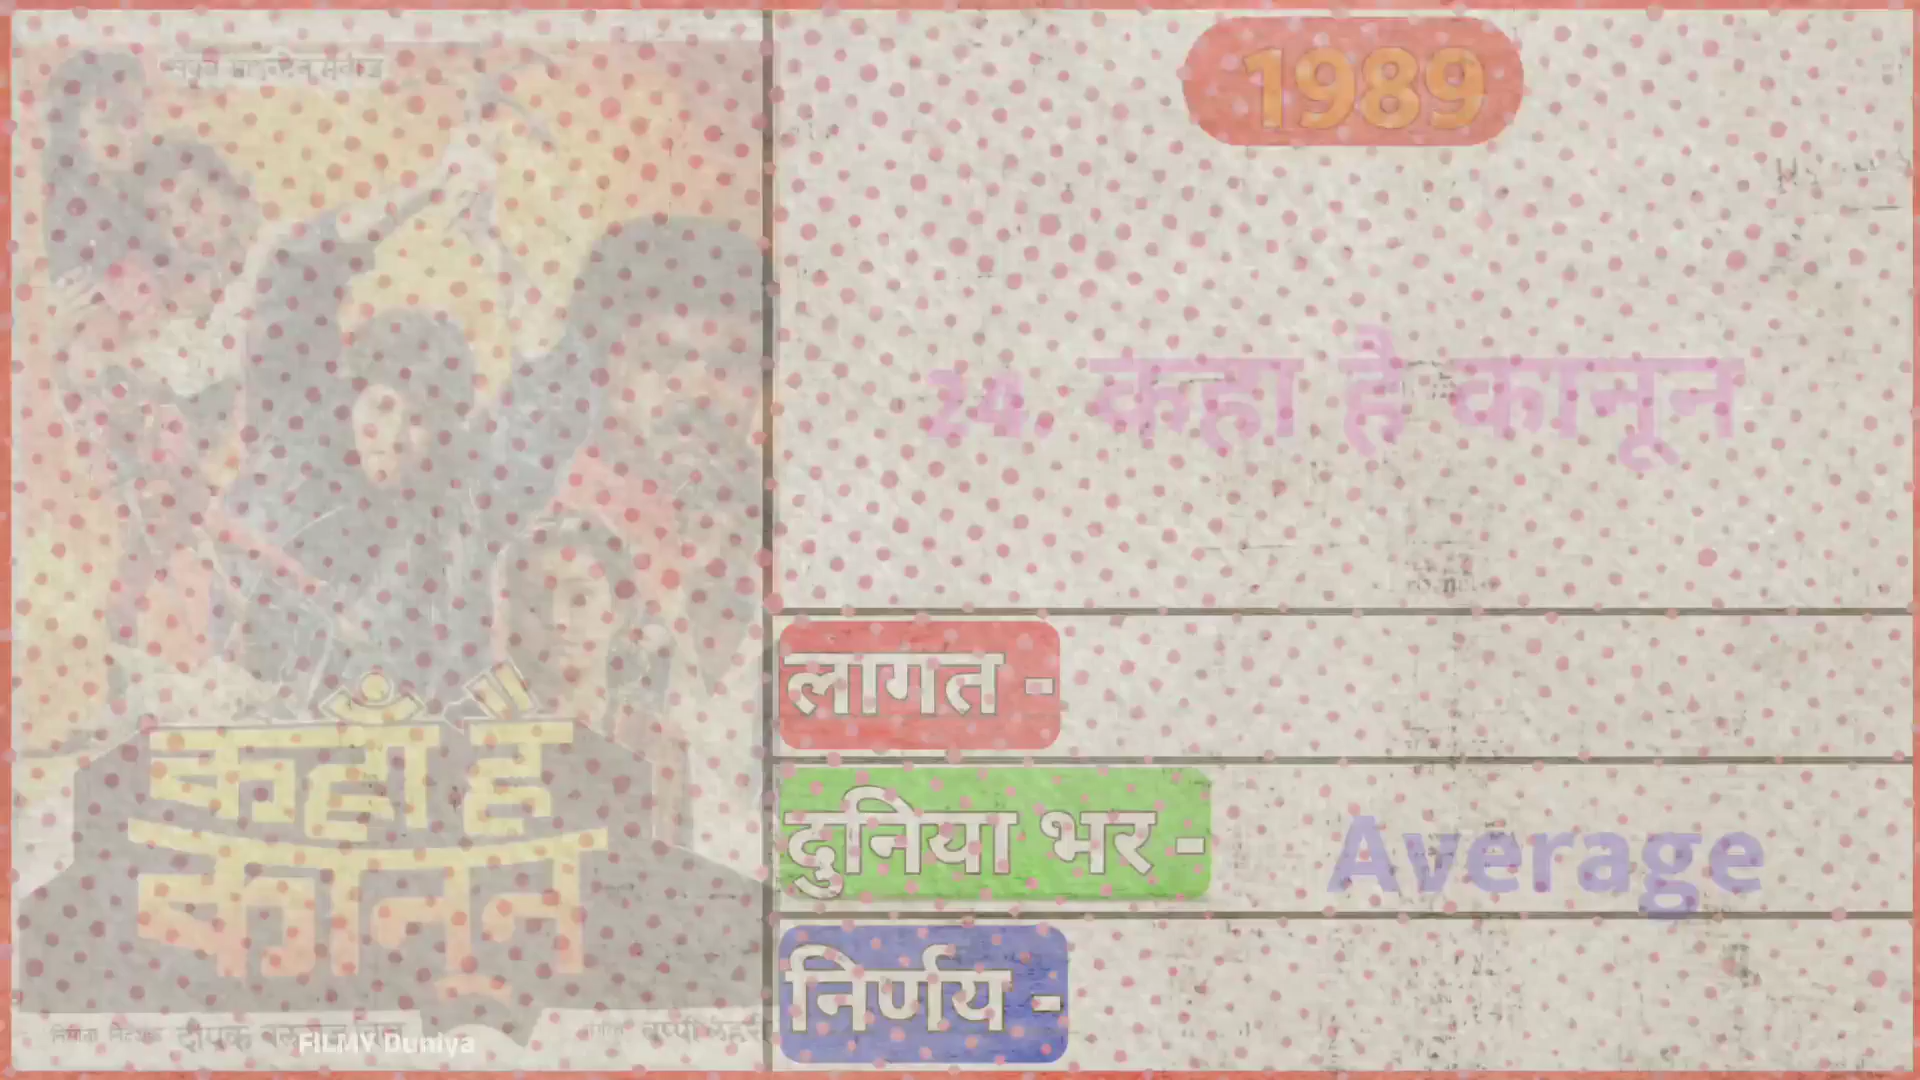 1989
24. कहा है कानून
लागत -
दुनिया भर - Average
निर्णय -
कहाँ है
कानून
FILMY Duniya